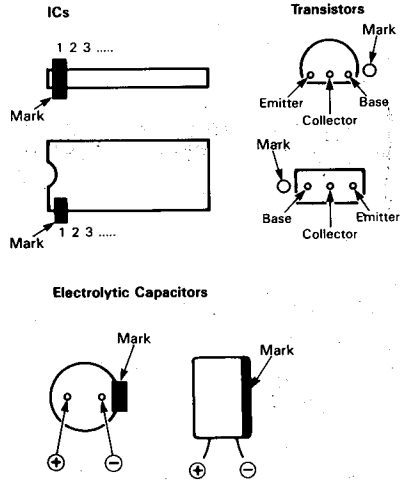 ICs
1 2 3 .....
Mark
Mark
1 2 3 .....
Transistors
Mark
Emitter
Base
Collector
Mark
Base
Emitter
Collector
Electrolytic Capacitors
Mark
+ −
Mark
+ −